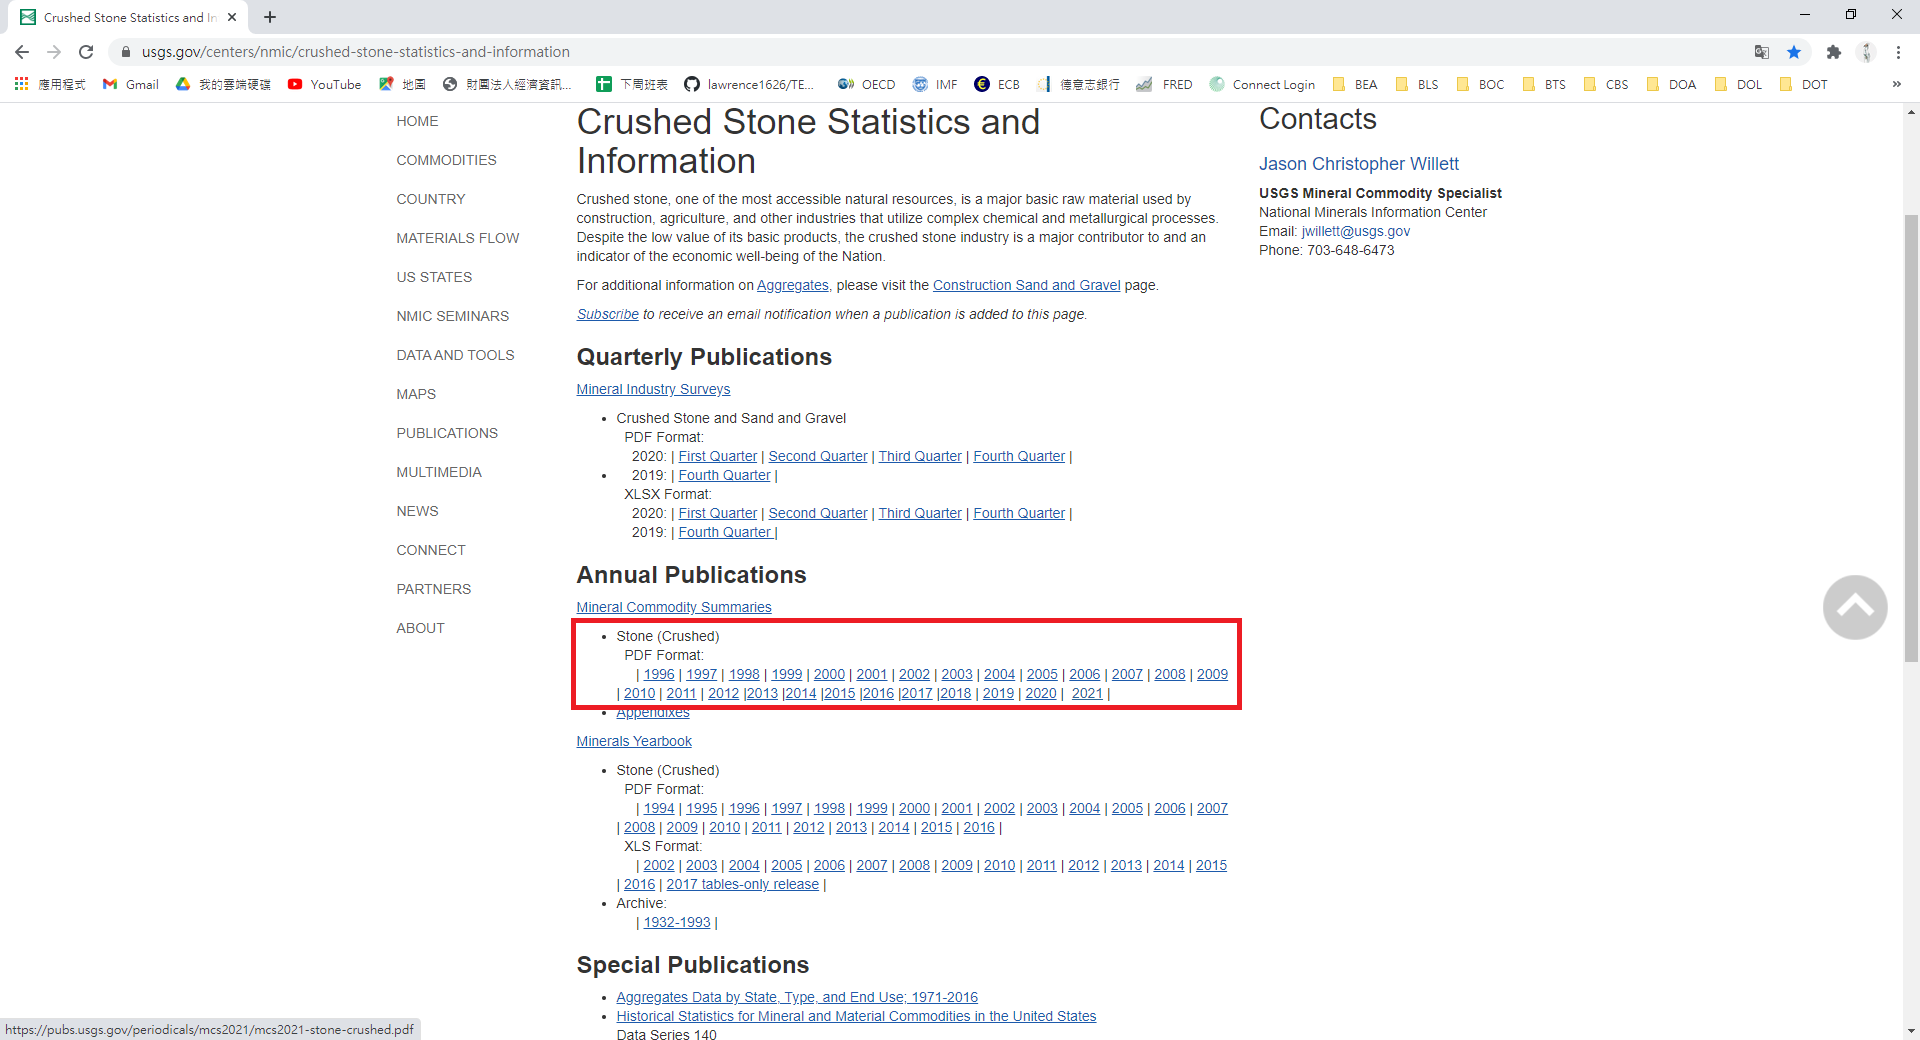 Crushed Stone Statistics and In
usgs.gov/centers/nmic/crushed-stone-statistics-and-information
應用程式 Gmail 我的雲端硬碟 YouTube 地圖 財團法人經濟資訊... 下周班表 lawrence1626/TE... OECD IMF ECB 德意志銀行 FRED Connect Login BEA BLS BOC BTS CBS DOA DOL DOT »
HOME
COMMODITIES
COUNTRY
MATERIALS FLOW
US STATES
NMIC SEMINARS
DATA AND TOOLS
MAPS
PUBLICATIONS
MULTIMEDIA
NEWS
CONNECT
PARTNERS
ABOUT
Crushed Stone Statistics and
Information
Crushed stone, one of the most accessible natural resources, is a major basic raw material used by
construction, agriculture, and other industries that utilize complex chemical and metallurgical processes.
Despite the low value of its basic products, the crushed stone industry is a major contributor to and an
indicator of the economic well-being of the Nation.
For additional information on Aggregates, please visit the Construction Sand and Gravel page.
Subscribe to receive an email notification when a publication is added to this page.
Quarterly Publications
Mineral Industry Surveys
• Crushed Stone and Sand and Gravel
PDF Format:
2020: | First Quarter | Second Quarter | Third Quarter | Fourth Quarter |
• 2019: | Fourth Quarter |
XLSX Format:
2020: | First Quarter | Second Quarter | Third Quarter | Fourth Quarter |
2019: | Fourth Quarter |
Annual Publications
Mineral Commodity Summaries
• Stone (Crushed)
PDF Format:
| 1996 | 1997 | 1998 | 1999 | 2000 | 2001 | 2002 | 2003 | 2004 | 2005 | 2006 | 2007 | 2008 | 2009
| 2010 | 2011 | 2012 |2013 |2014 |2015 |2016 |2017 |2018 | 2019 | 2020 | 2021 |
• Appendixes
Minerals Yearbook
• Stone (Crushed)
PDF Format:
| 1994 | 1995 | 1996 | 1997 | 1998 | 1999 | 2000 | 2001 | 2002 | 2003 | 2004 | 2005 | 2006 | 2007
| 2008 | 2009 | 2010 | 2011 | 2012 | 2013 | 2014 | 2015 | 2016 |
XLS Format:
| 2002 | 2003 | 2004 | 2005 | 2006 | 2007 | 2008 | 2009 | 2010 | 2011 | 2012 | 2013 | 2014 | 2015
| 2016 | 2017 tables-only release |
• Archive:
| 1932-1993 |
Special Publications
• Aggregates Data by State, Type, and End Use; 1971-2016
• Historical Statistics for Mineral and Material Commodities in the United States
Data Series 140
Contacts
Jason Christopher Willett
USGS Mineral Commodity Specialist
National Minerals Information Center
Email: jwillett@usgs.gov
Phone: 703-648-6473
https://pubs.usgs.gov/periodicals/mcs2021/mcs2021-stone-crushed.pdf